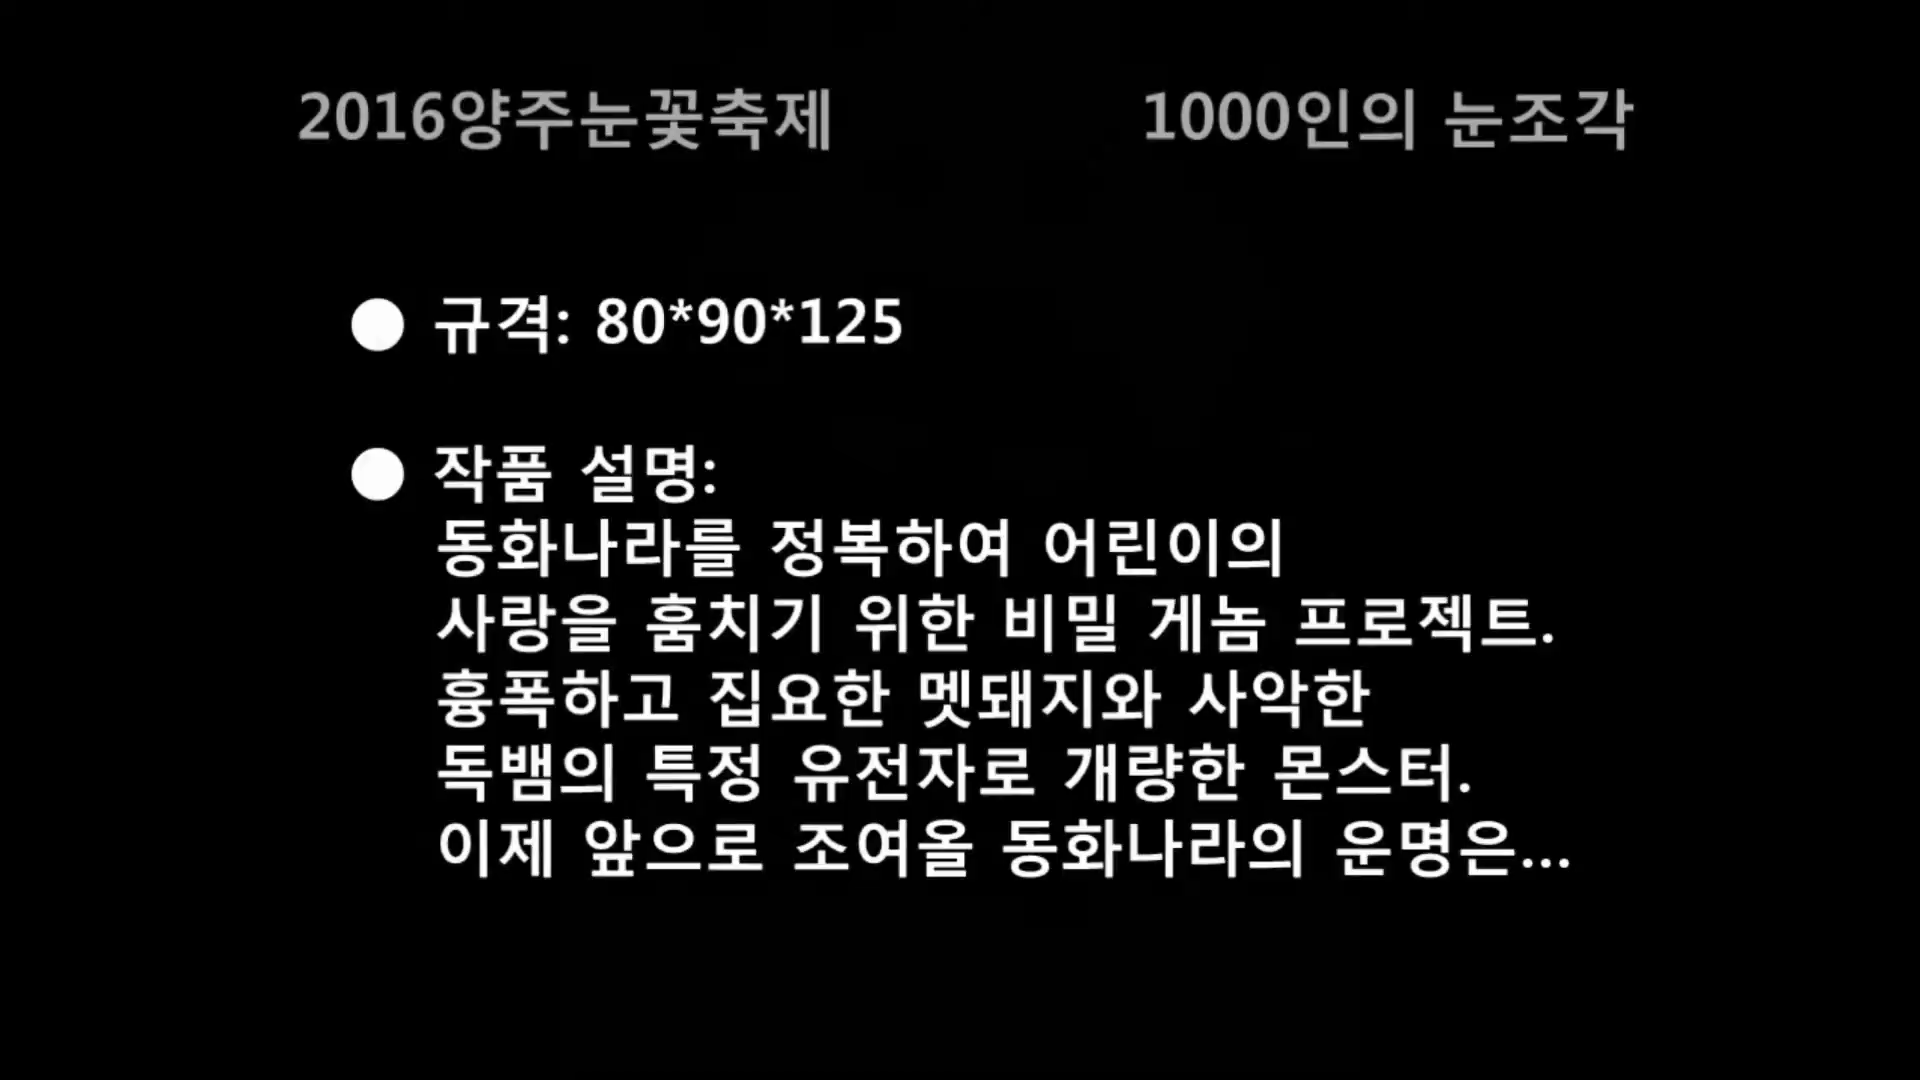 2016양주눈꽃축제
1000인의 눈조각
● 규격: 80*90*125
● 작품 설명:
동화나라를 정복하여 어린이의
사랑을 훔치기 위한 비밀 게놈 프로젝트.
흉폭하고 집요한 멧돼지와 사악한
독뱀의 특정 유전자로 개량한 몬스터.
이제 앞으로 조여올 동화나라의 운명은...